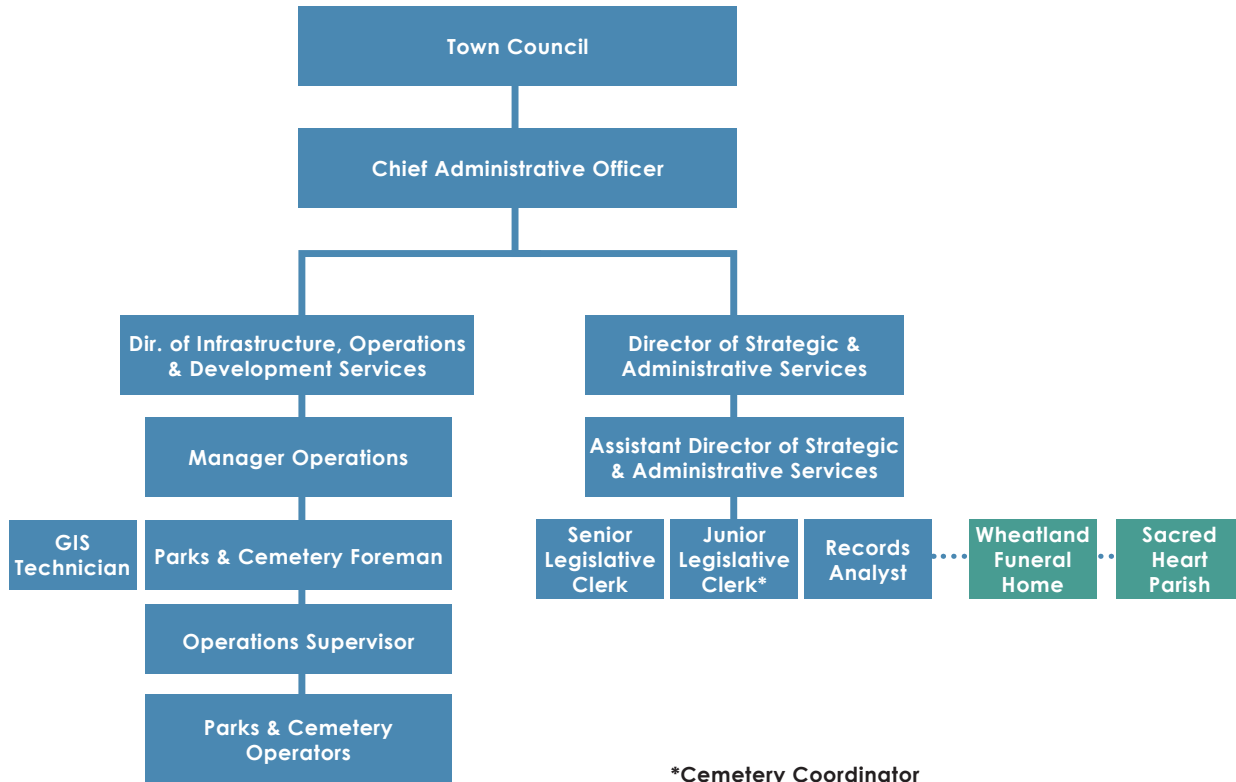 Town Council
Chief Administrative Officer
Dir. of Infrastructure, Operations
& Development Services
Director of Strategic &
Administrative Services
Manager Operations
Assistant Director of Strategic
& Administrative Services
GIS
Technician
Parks & Cemetery Foreman
Senior
Legislative
Clerk
Junior
Legislative
Clerk*
Records
Analyst
Wheatland
Funeral
Home
Sacred
Heart
Parish
Operations Supervisor
Parks & Cemetery
Operators
*Cemetery Coordinator